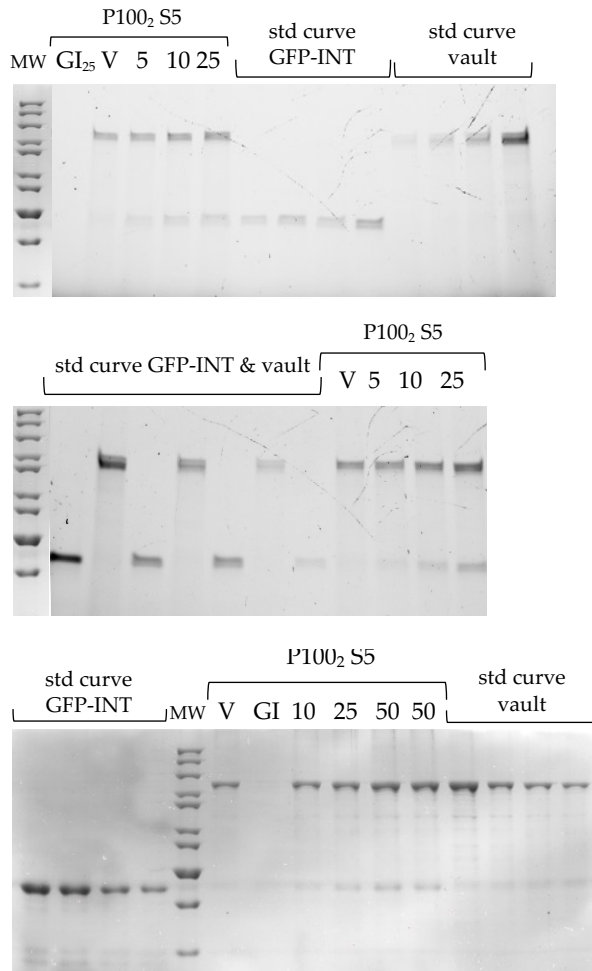 P100₂ S5
std curve
GFP-INT
std curve
vault
MW GI₂₅ V 5 10 25
P100₂ S5
std curve GFP-INT & vault
V 5 10 25
P100₂ S5
std curve
GFP-INT
std curve
vault
MW V GI 10 25 50 50